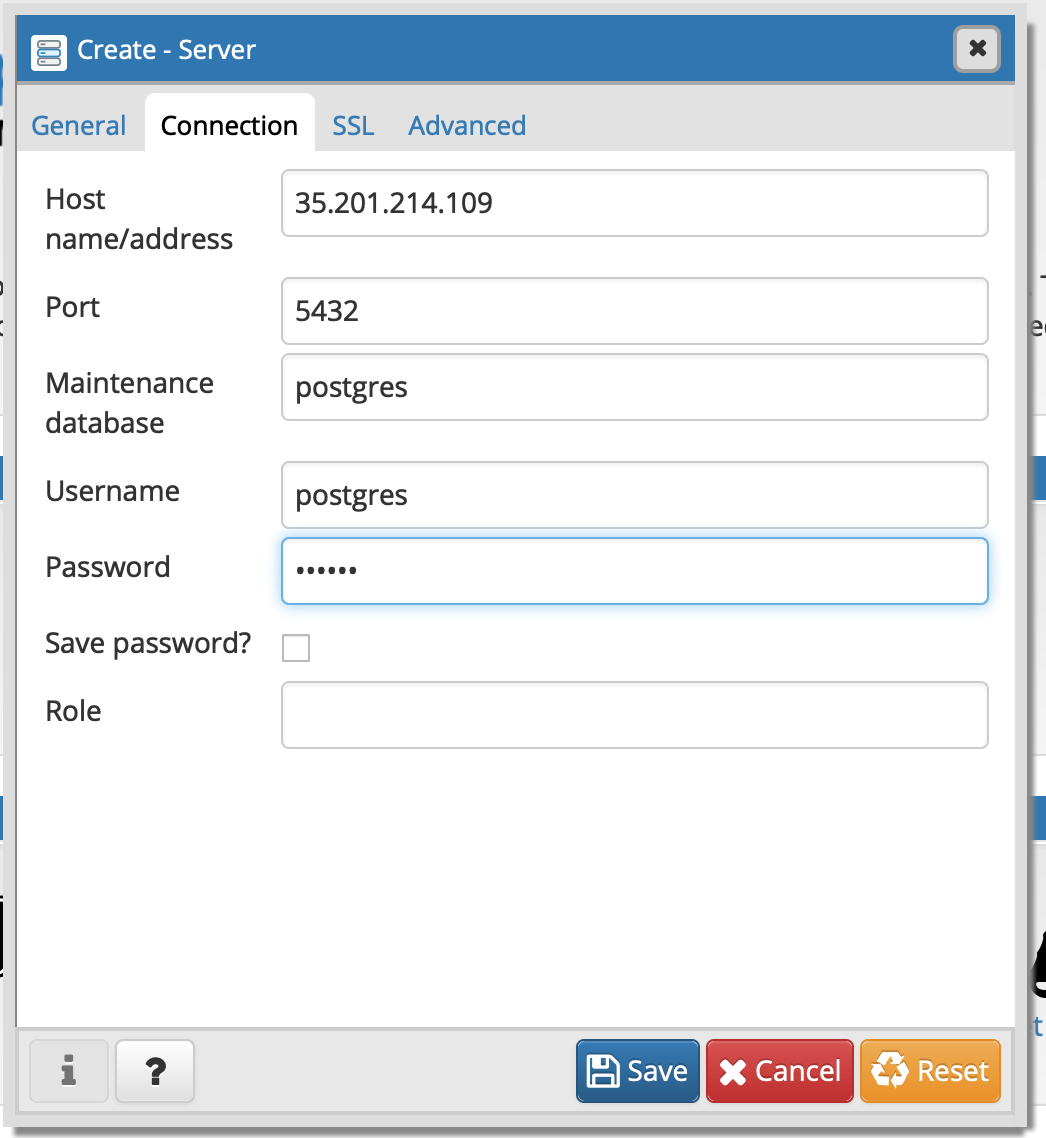 Create - Server
General Connection SSL Advanced
Host
name/address
35.201.214.109
Port
5432
Maintenance
database
postgres
Username
postgres
Password
••••••
Save password?
Role
? Save Cancel Reset